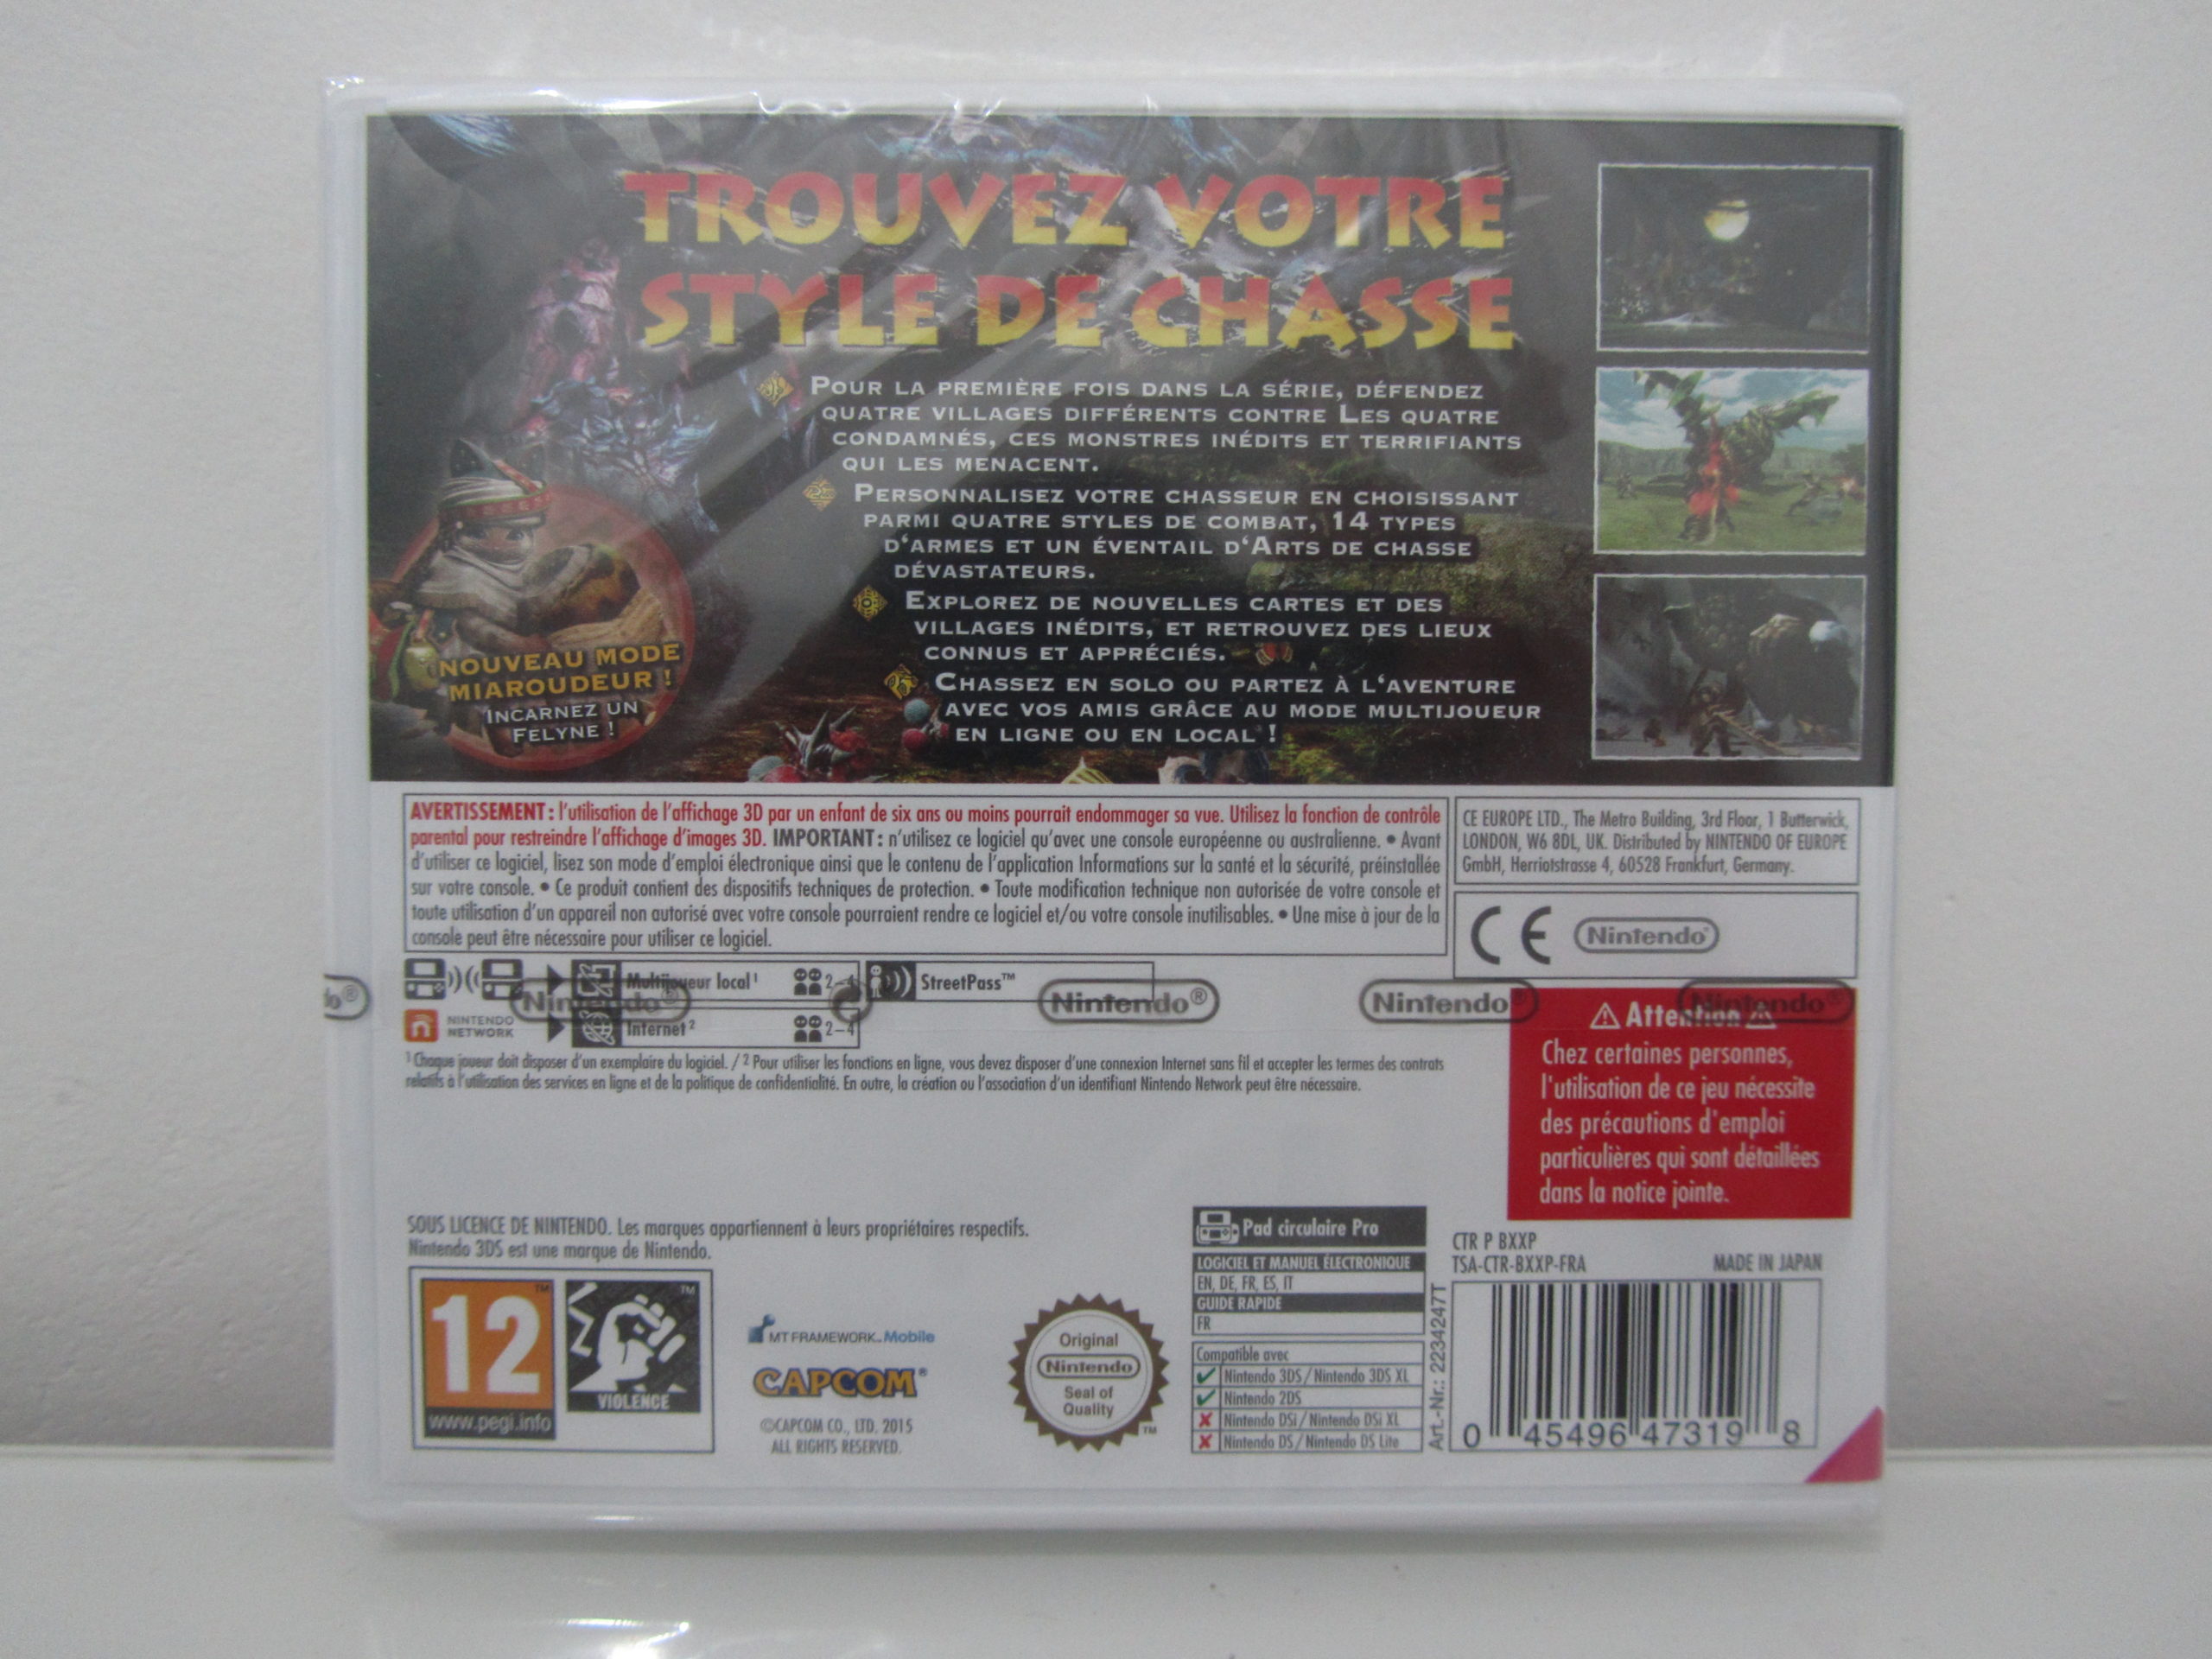 TROUVEZ VOTRE
STYLE DE CHASSE
POUR LA PREMIÈRE FOIS DANS LA SÉRIE, DÉFENDEZ
QUATRE VILLAGES DIFFÉRENTS CONTRE LES QUATRE
CONDAMNÉS, CES MONSTRES INÉDITS ET TERRIFIANTS
QUI LES MENACENT.
PERSONNALISEZ VOTRE CHASSEUR EN CHOISISSANT
PARMI QUATRE STYLES DE COMBAT, 14 TYPES
D'ARMES ET UN ÉVENTAIL D'ARTS DE CHASSE
DÉVASTATEURS.
EXPLOREZ DE NOUVELLES CARTES ET DES
VILLAGES INÉDITS, ET RETROUVEZ DES LIEUX
CONNUS ET APPRÉCIÉS.
CHASSEZ EN SOLO OU PARTEZ À L'AVENTURE
AVEC VOS AMIS GRÂCE AU MODE MULTIJOUEUR
EN LIGNE OU EN LOCAL !
NOUVEAU MODE
MIAROUDEUR !
INCARNEZ UN
FELYNE !
AVERTISSEMENT : l'utilisation de l'affichage 3D par un enfant de six ans ou moins pourrait endommager sa vue. Utilisez la fonction de contrôle
parental pour restreindre l'affichage d'images 3D. IMPORTANT : n'utilisez ce logiciel qu'avec une console européenne ou australienne. • Avant
d'utiliser ce logiciel, lisez son mode d'emploi électronique ainsi que le contenu de l'application Informations sur la santé et la sécurité, préinstallée
sur votre console. • Ce produit contient des dispositifs techniques de protection. • Toute modification technique non autorisée de votre console et
toute utilisation d'un appareil non autorisé avec votre console pourraient rendre ce logiciel et/ou votre console inutilisables. • Une mise à jour de la
console peut être nécessaire pour utiliser ce logiciel.
CE EUROPE LTD., The Metro Building, 3rd Floor, 1 Butterwick,
LONDON, W6 8DL, UK. Distributed by NINTENDO OF EUROPE
GmbH, Herriotstrasse 4, 60528 Frankfurt, Germany.
CE Nintendo
Multijoueur local¹ 2–4 StreetPass™
do® Nintendo® Nintendo® Nintendo® Nintendo®
NINTENDO
NETWORK
Internet² 2–4
¹ Chaque joueur doit disposer d'un exemplaire du logiciel. / ² Pour utiliser les fonctions en ligne, vous devez disposer d'une connexion Internet sans fil et accepter les termes des contrats
relatifs à l'utilisation des services en ligne et de la politique de confidentialité. En outre, la création ou l'association d'un identifiant Nintendo Network peut être nécessaire.
Attention
Chez certaines personnes,
l'utilisation de ce jeu nécessite
des précautions d'emploi
particulières qui sont détaillées
dans la notice jointe.
SOUS LICENCE DE NINTENDO. Les marques appartiennent à leurs propriétaires respectifs.
Nintendo 3DS est une marque de Nintendo.
12
www.pegi.info
VIOLENCE
TM
MT FRAMEWORK Mobile
CAPCOM®
©CAPCOM CO., LTD. 2015
ALL RIGHTS RESERVED.
Original
Nintendo
Seal of
Quality
TM
Pad circulaire Pro
LOGICIEL ET MANUEL ÉLECTRONIQUE
EN, DE, FR, ES, IT
GUIDE RAPIDE
FR
Compatible avec
Nintendo 3DS / Nintendo 3DS XL
Nintendo 2DS
Nintendo DSi / Nintendo DSi XL
Nintendo DS / Nintendo DS Lite
Art.-Nr.: 2234247T
CTR P BXXP
TSA-CTR-BXXP-FRA
MADE IN JAPAN
0 45496 47319 8